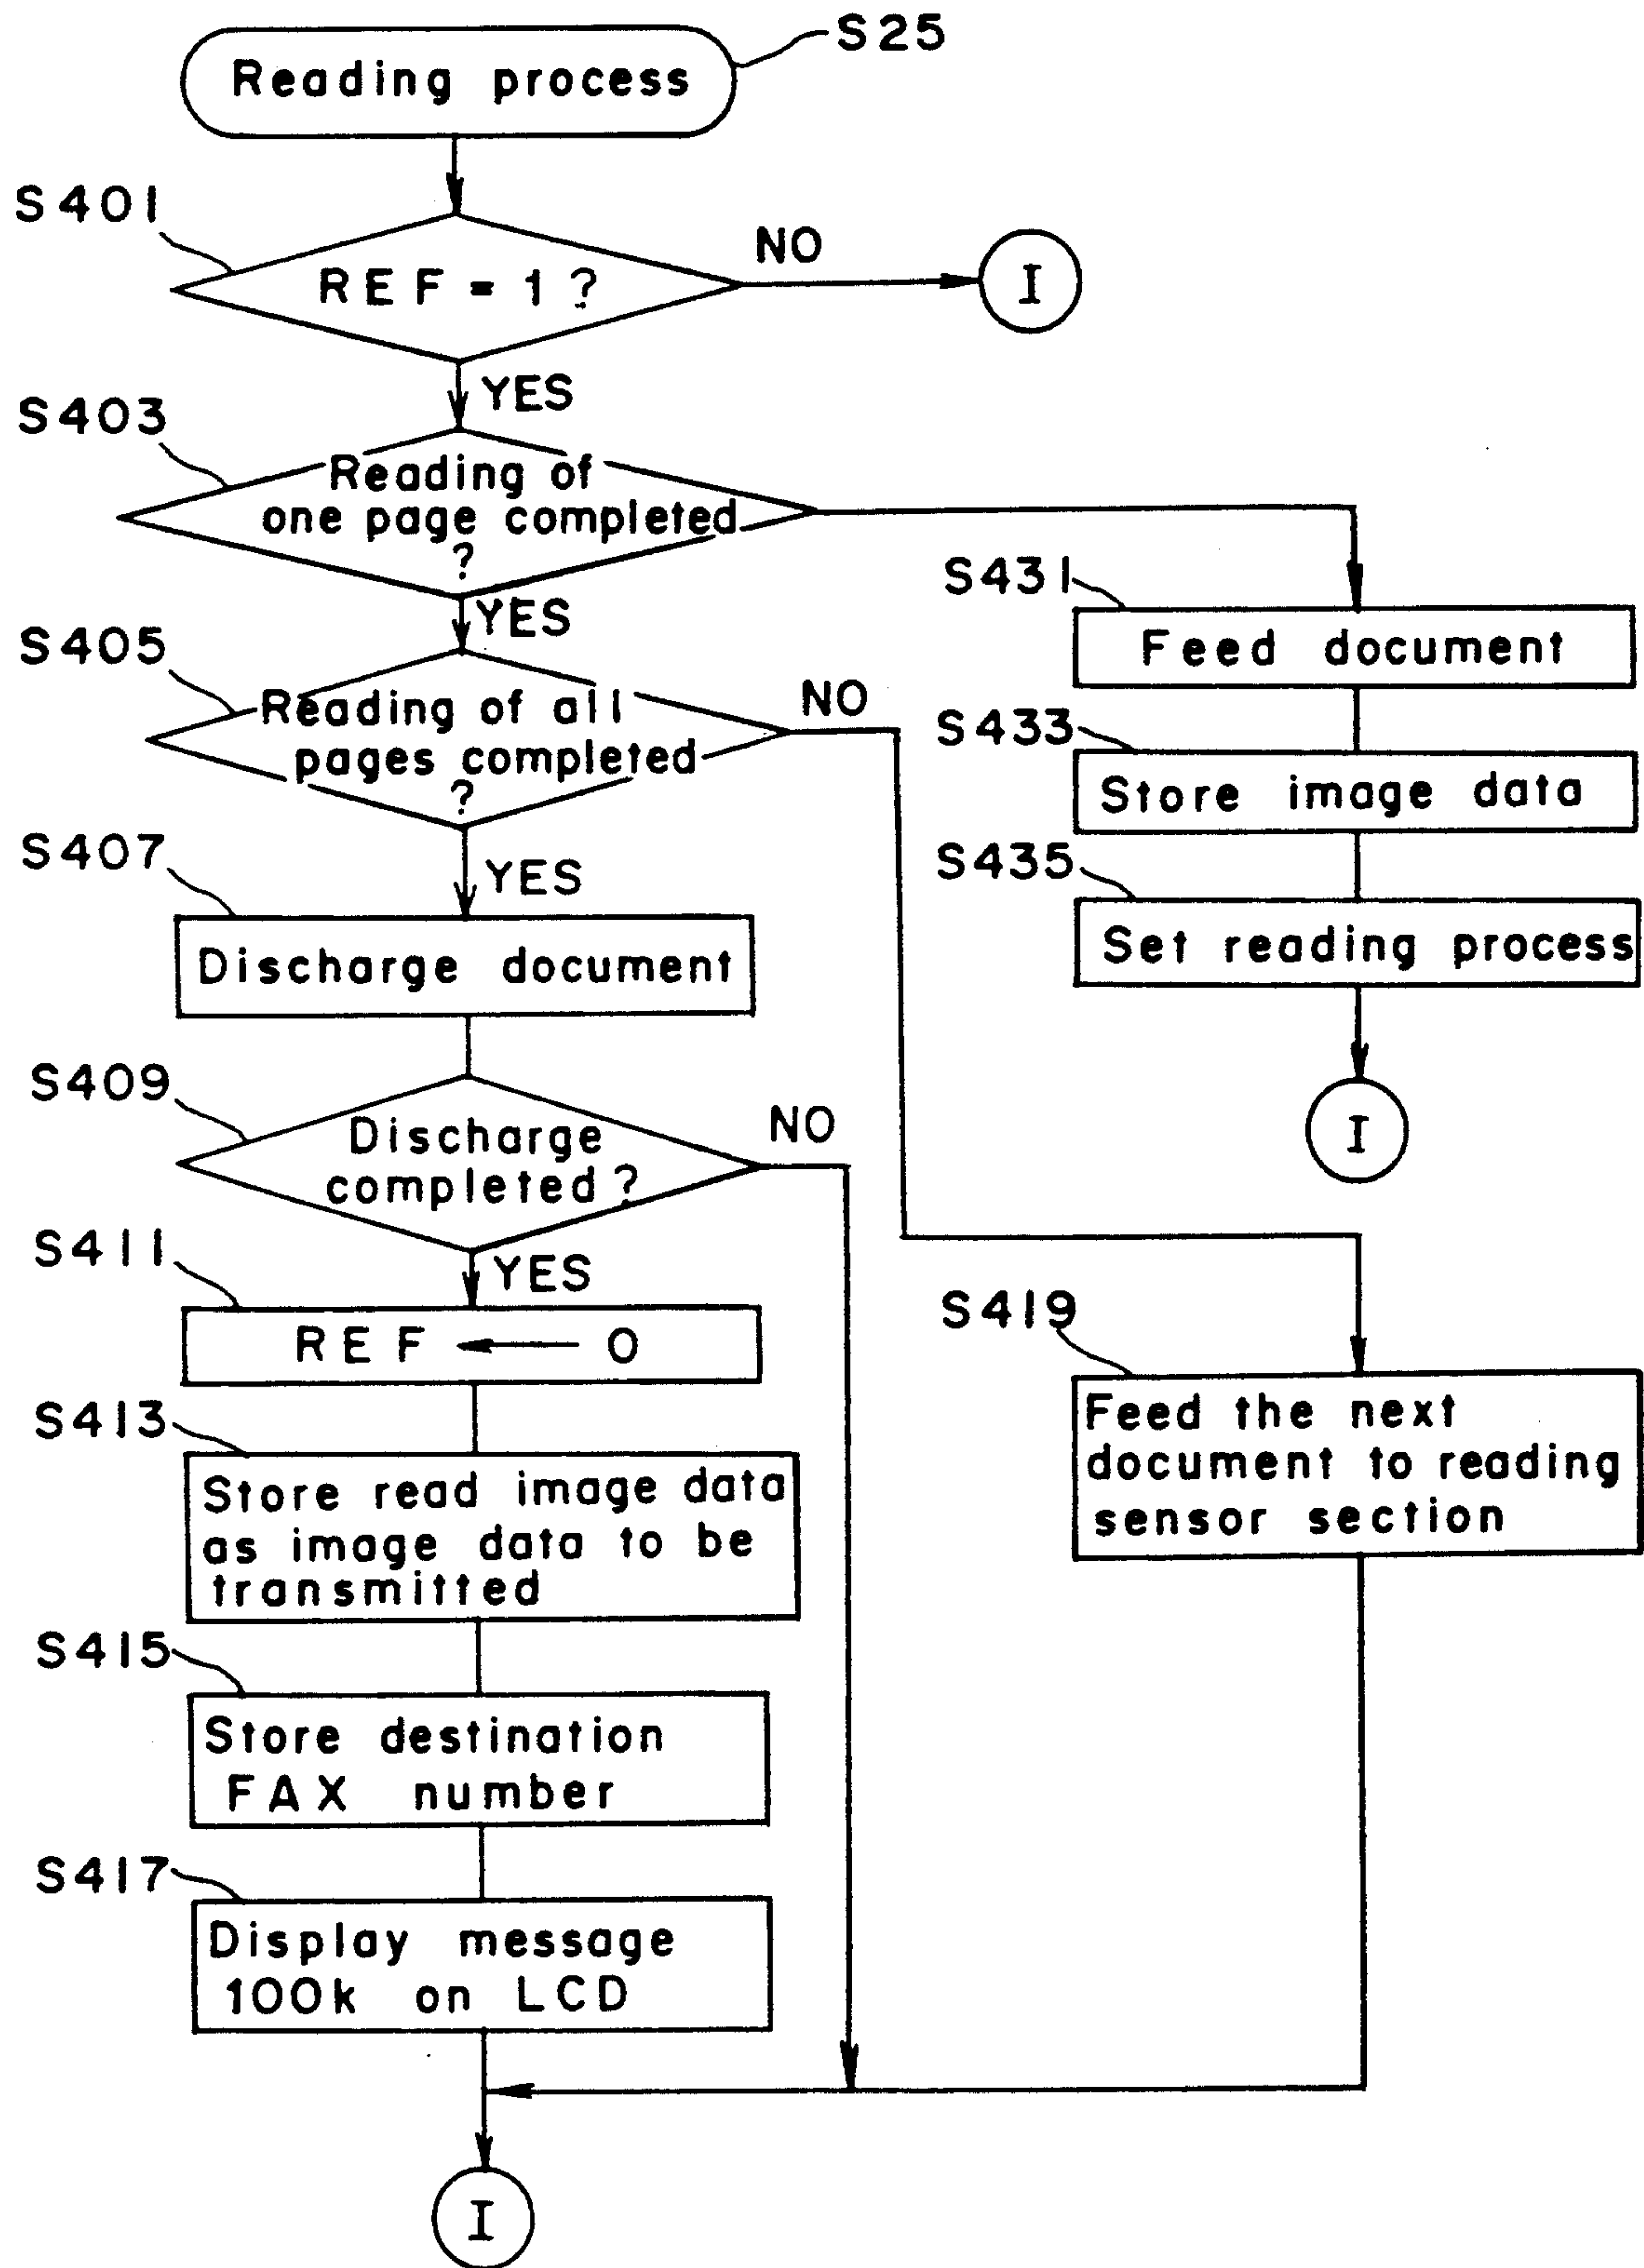 S25
Reading process
S401
REF = 1 ?
NO
I
YES
S403
Reading of
one page completed
?
YES
S431
Feed document
S433
Store image data
S435
Set reading process
I
S405
Reading of all
pages completed
?
NO
YES
S407
Discharge document
S409
Discharge
completed ?
NO
YES
S411
REF ← 0
S413
Store read image data
as image data to be
transmitted
S419
Feed the next
document to reading
sensor section
S415
Store destination
FAX number
S417
Display message
100k on LCD
I